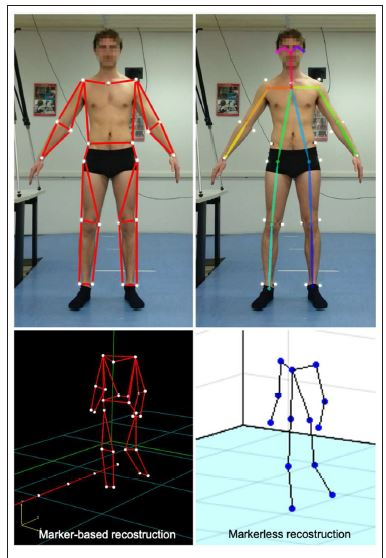 Marker-based recostruction
Markerless recostruction